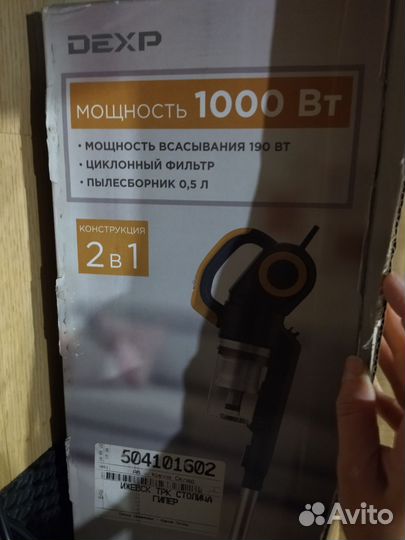 DEXP
МОЩНОСТЬ 1000 ВТ
• МОЩНОСТЬ ВСАСЫВАНИЯ 190 ВТ
• ЦИКЛОННЫЙ ФИЛЬТР
• ПЫЛЕСБОРНИК 0,5 Л
КОНСТРУКЦИЯ
2 в 1
504101602
ИЖЕВСК ТРК СТОЛИЦА
ГИПЕР
Avito